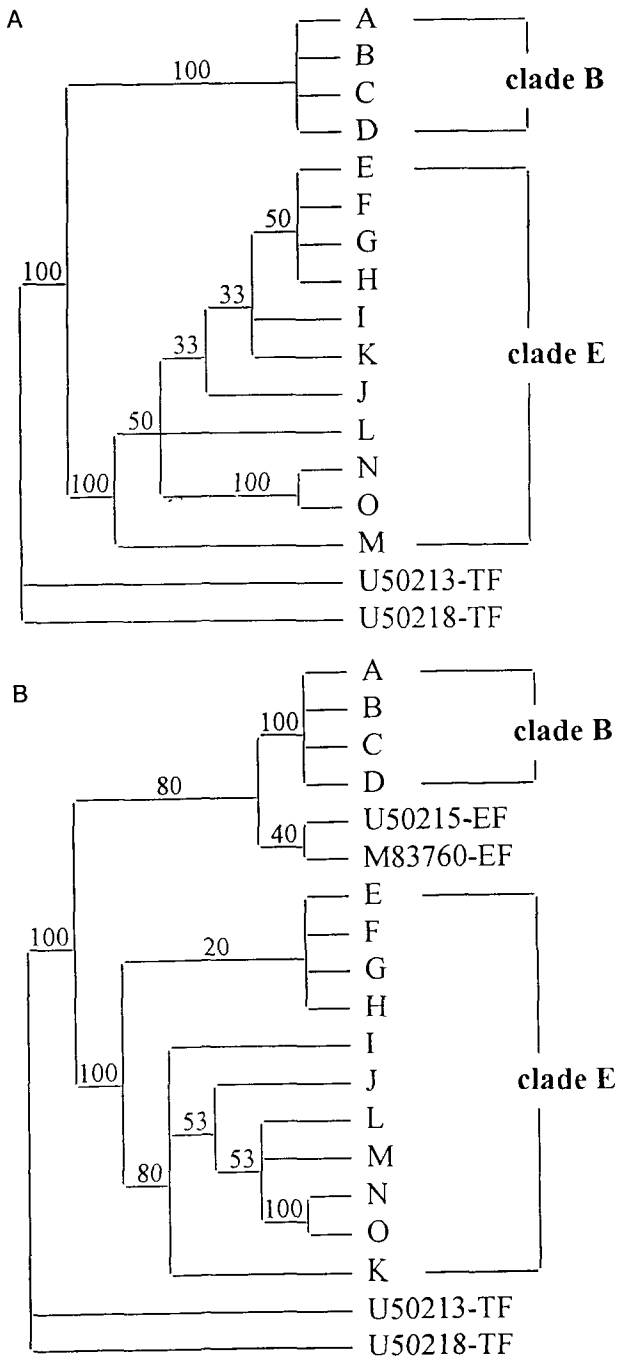 A
A
B
100
clade B
C
D
E
F
50
G
100
H
33
I
33
K
clade E
J
50
L
N
100
100
O
M
U50213-TF
U50218-TF
B
A
B
100
clade B
C
80
D
U50215-EF
40
M83760-EF
E
F
100
20
G
H
I
100
J
clade E
53
L
53
M
80
N
100
O
K
U50213-TF
U50218-TF